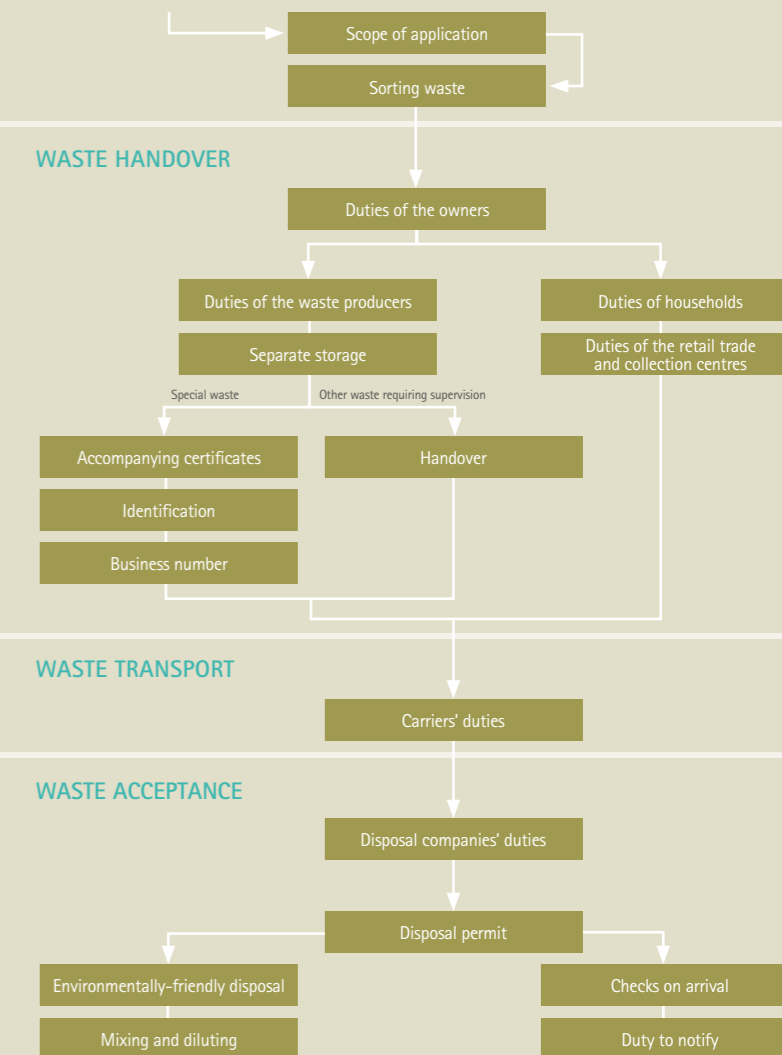 Scope of application
Sorting waste
WASTE HANDOVER
Duties of the owners
Duties of the waste producers
Duties of households
Separate storage
Duties of the retail trade
and collection centres
Special waste
Other waste requiring supervision
Accompanying certificates
Handover
Identification
Business number
WASTE TRANSPORT
Carriers' duties
WASTE ACCEPTANCE
Disposal companies' duties
Disposal permit
Environmentally-friendly disposal
Checks on arrival
Mixing and diluting
Duty to notify